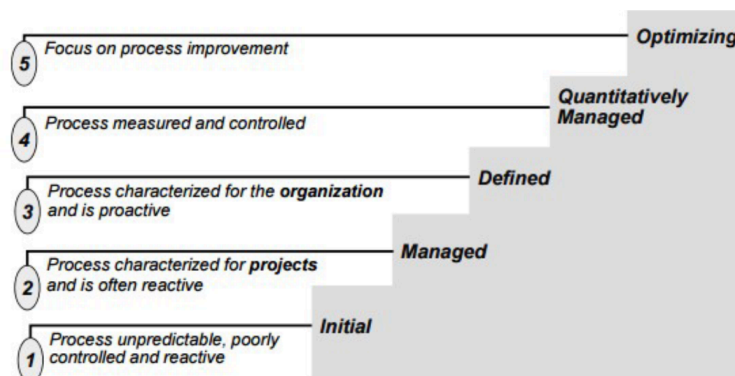 Optimizing
5
Focus on process improvement
Quantitatively
Managed
4
Process measured and controlled
Defined
3
Process characterized for the organization
and is proactive
Managed
2
Process characterized for projects
and is often reactive
Initial
1
Process unpredictable, poorly
controlled and reactive